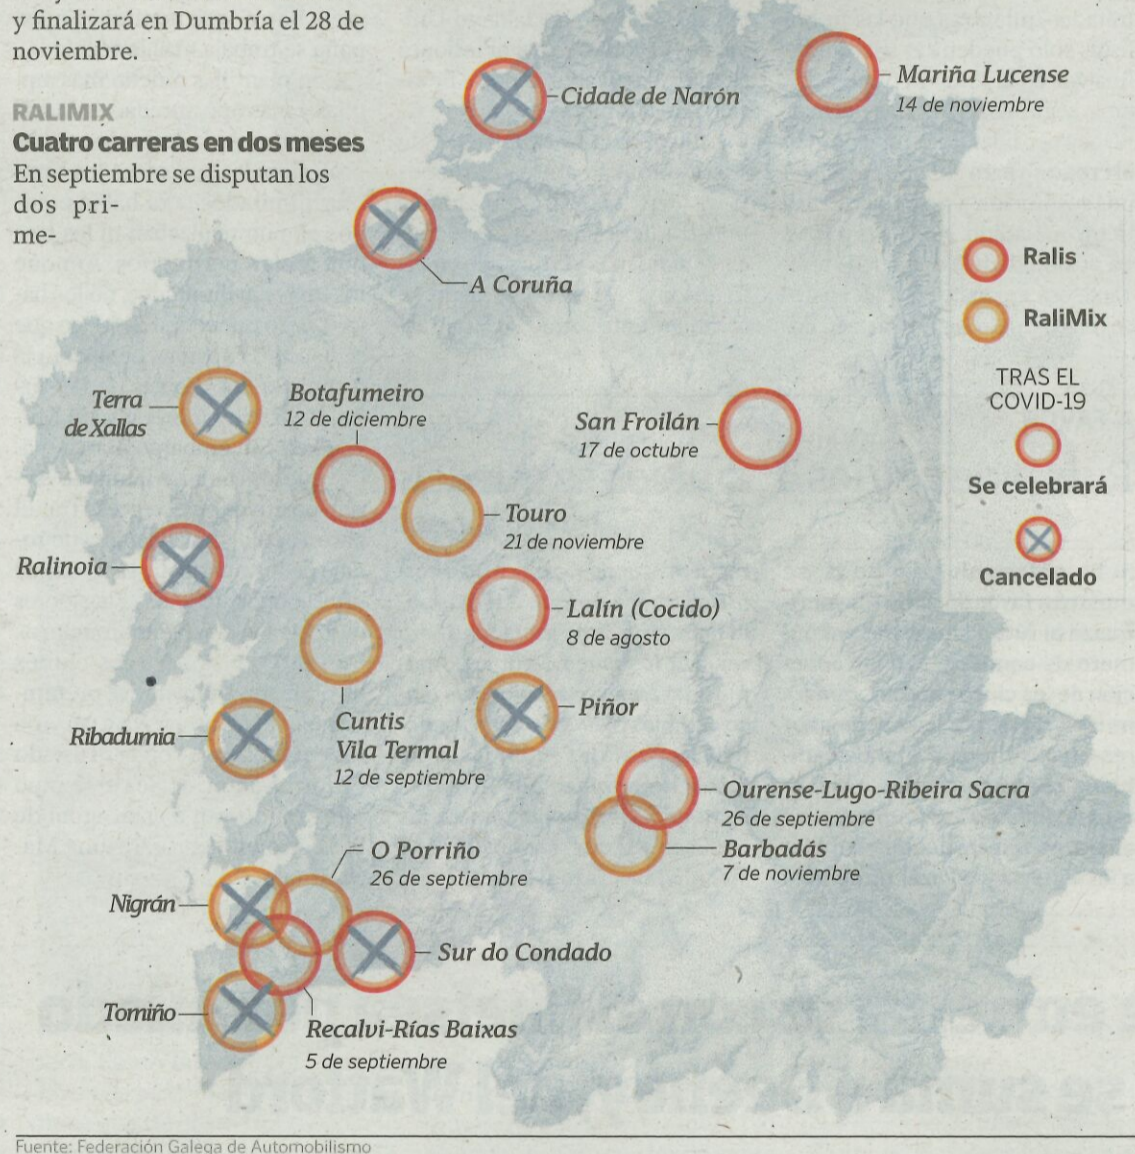 y finalizará en Dumbría el 28 de
noviembre.
RALIMIX
Cuatro carreras en dos meses
En septiembre se disputan los
dos pri-
me-
Cidade de Narón
Mariña Lucense
14 de noviembre
A Coruña
Ralis
RaliMix
TRAS EL
COVID-19
Se celebrará
Cancelado
Terra
de Xallas
Botafumeiro
12 de diciembre
San Froilán
17 de octubre
Touro
21 de noviembre
Ralinoia
Lalín (Cocido)
8 de agosto
Cuntis
Vila Termal
12 de septiembre
Piñor
Ribadumia
Ourense-Lugo-Ribeira Sacra
26 de septiembre
Barbadás
7 de noviembre
O Porriño
26 de septiembre
Nigrán
Sur do Condado
Tomiño
Recalvi-Rías Baixas
5 de septiembre
Fuente: Federación Galega de Automobilismo